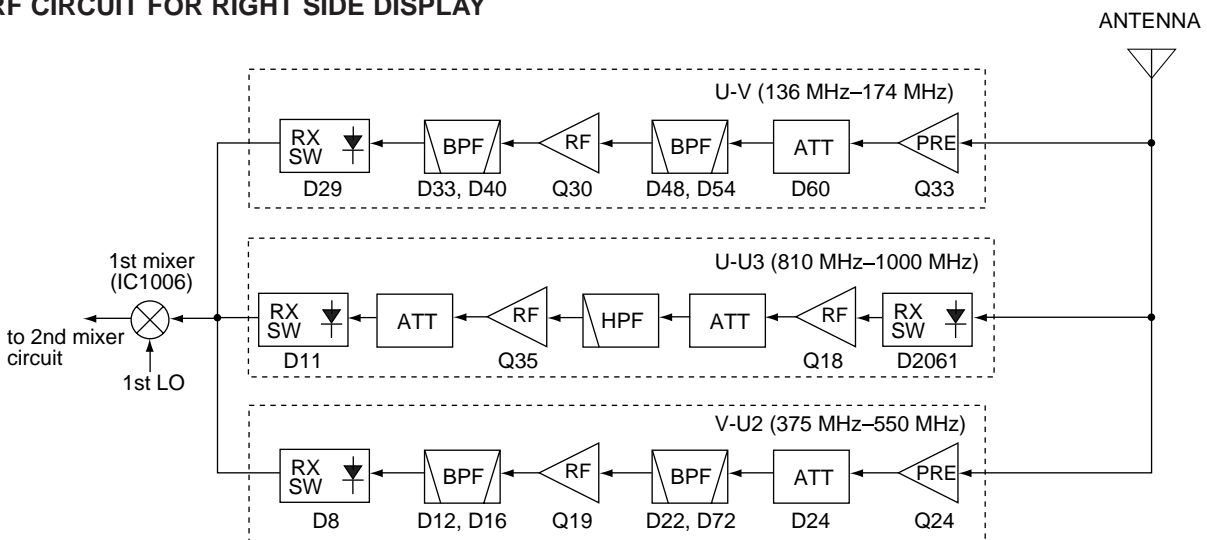 RF CIRCUIT FOR RIGHT SIDE DISPLAY
ANTENNA
U-V (136 MHz–174 MHz)
RX
SW
BPF
RF
BPF
ATT
PRE
D29
D33, D40
Q30
D48, D54
D60
Q33
1st mixer
(IC1006)
to 2nd mixer
circuit
1st LO
U-U3 (810 MHz–1000 MHz)
RX
SW
ATT
RF
HPF
ATT
RF
RX
SW
D11
Q35
Q18
D2061
V-U2 (375 MHz–550 MHz)
RX
SW
BPF
RF
BPF
ATT
PRE
D8
D12, D16
Q19
D22, D72
D24
Q24